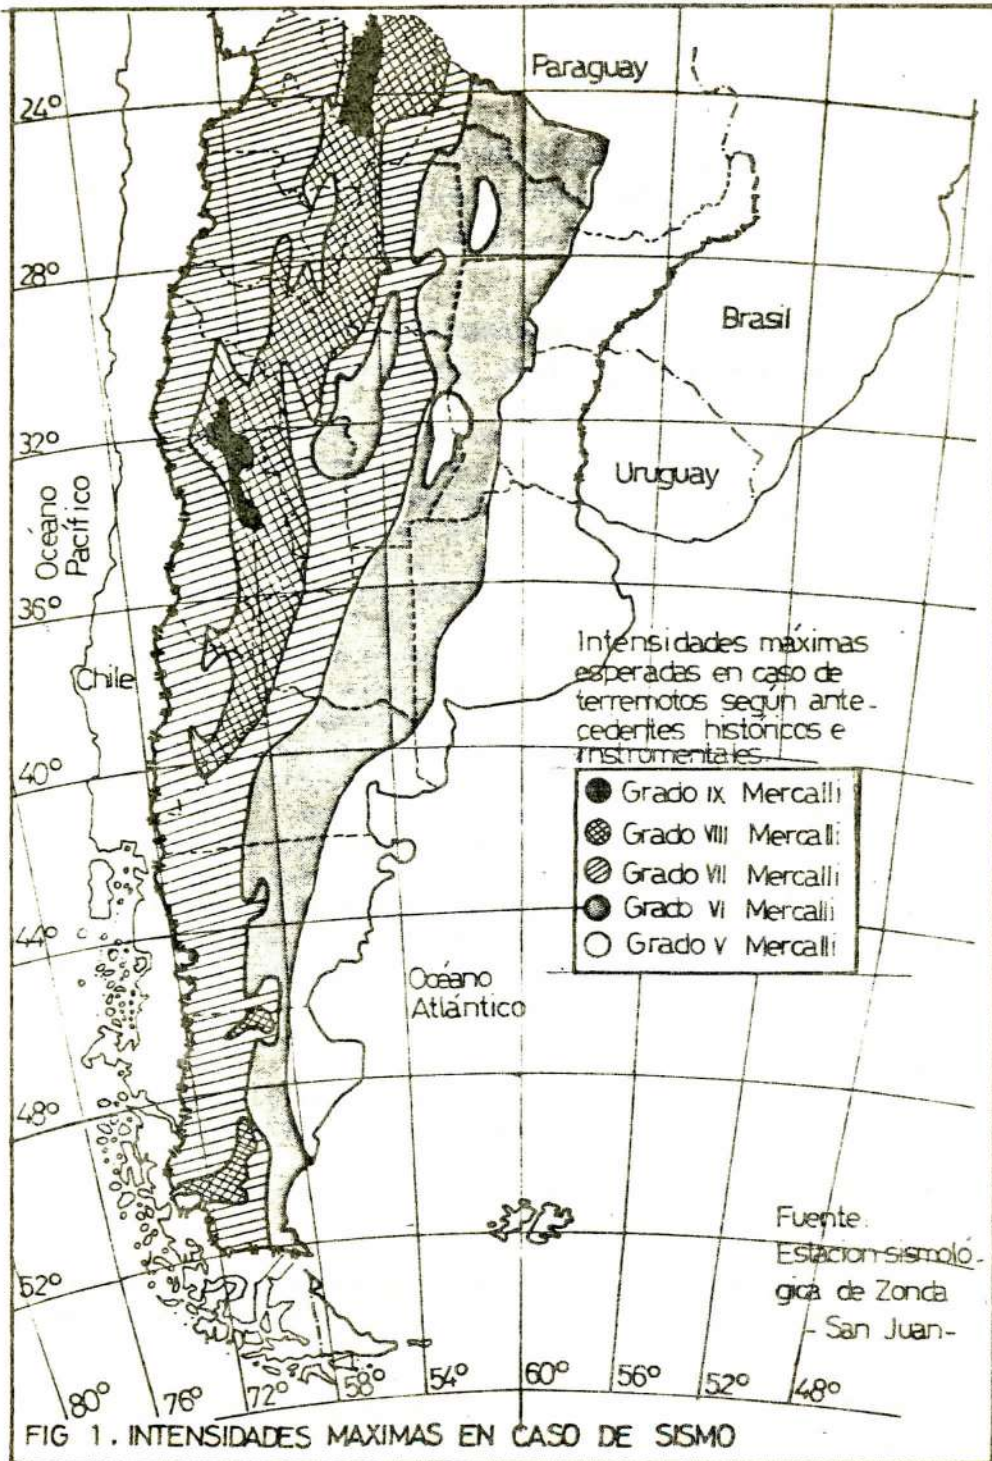 Paraguay
24°
28°
Brasil
32°
Uruguay
Océano
Pacífico
36°
Chile
Intensidades máximas
esperadas en caso de
terremotos según ante-
cedentes históricos e
instromentales
40°
Grado IX Mercalli
Grado VIII Mercalli
Grado VII Mercalli
Grado VI Mercalli
Grado V Mercalli
44°
Océano
Atlántico
48°
52°
Fuente:
Estacion sismoló-
gica de Zonda
- San Juan -
80° 76° 72° 58° 54° 60° 56° 52° 48°
FIG 1. INTENSIDADES MAXIMAS EN CASO DE SISMO